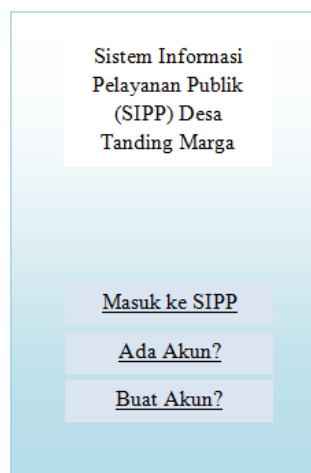 Sistem Informasi
Pelayanan Publik
(SIPP) Desa
Tanding Marga
Masuk ke SIPP
Ada Akun?
Buat Akun?